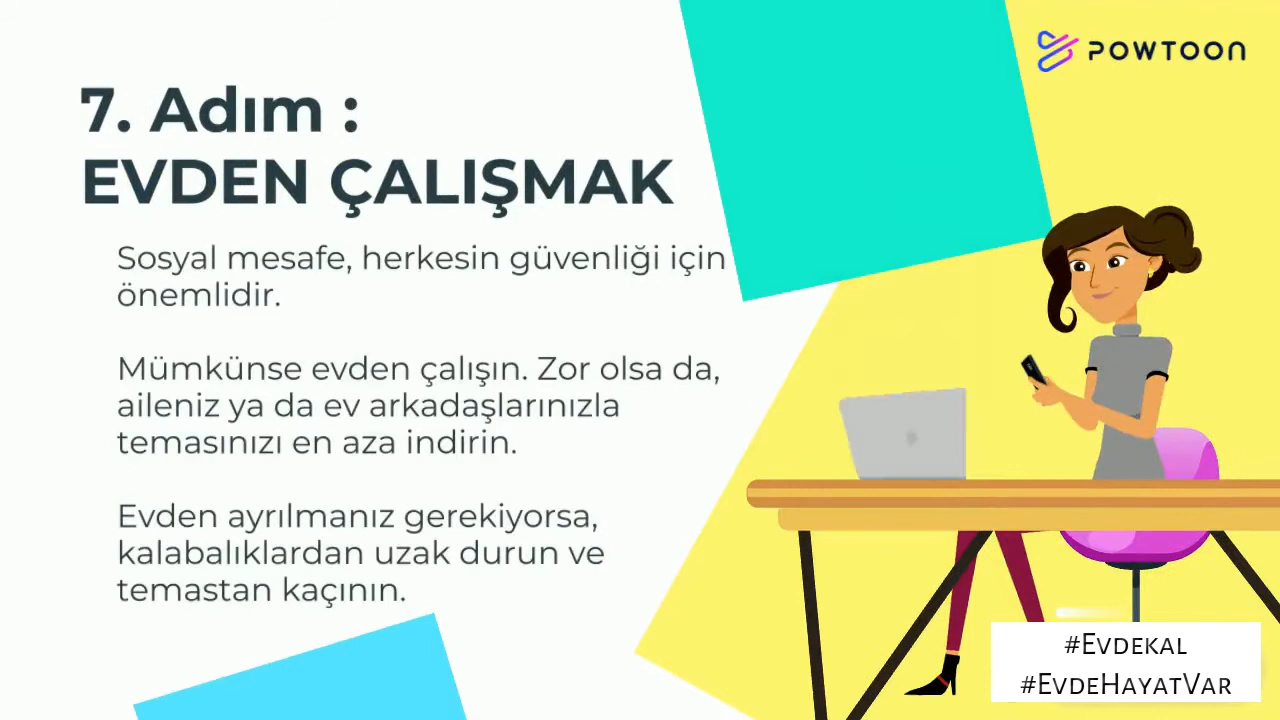 POWTOON
7. Adım :
EVDEN ÇALIŞMAK
Sosyal mesafe, herkesin güvenliği için
önemlidir.
Mümkünse evden çalışın. Zor olsa da,
aileniz ya da ev arkadaşlarınızla
temasınızı en aza indirin.
Evden ayrılmanız gerekiyorsa,
kalabalıklardan uzak durun ve
temastan kaçının.
#EVDEKAL
#EVDEHAYATVAR